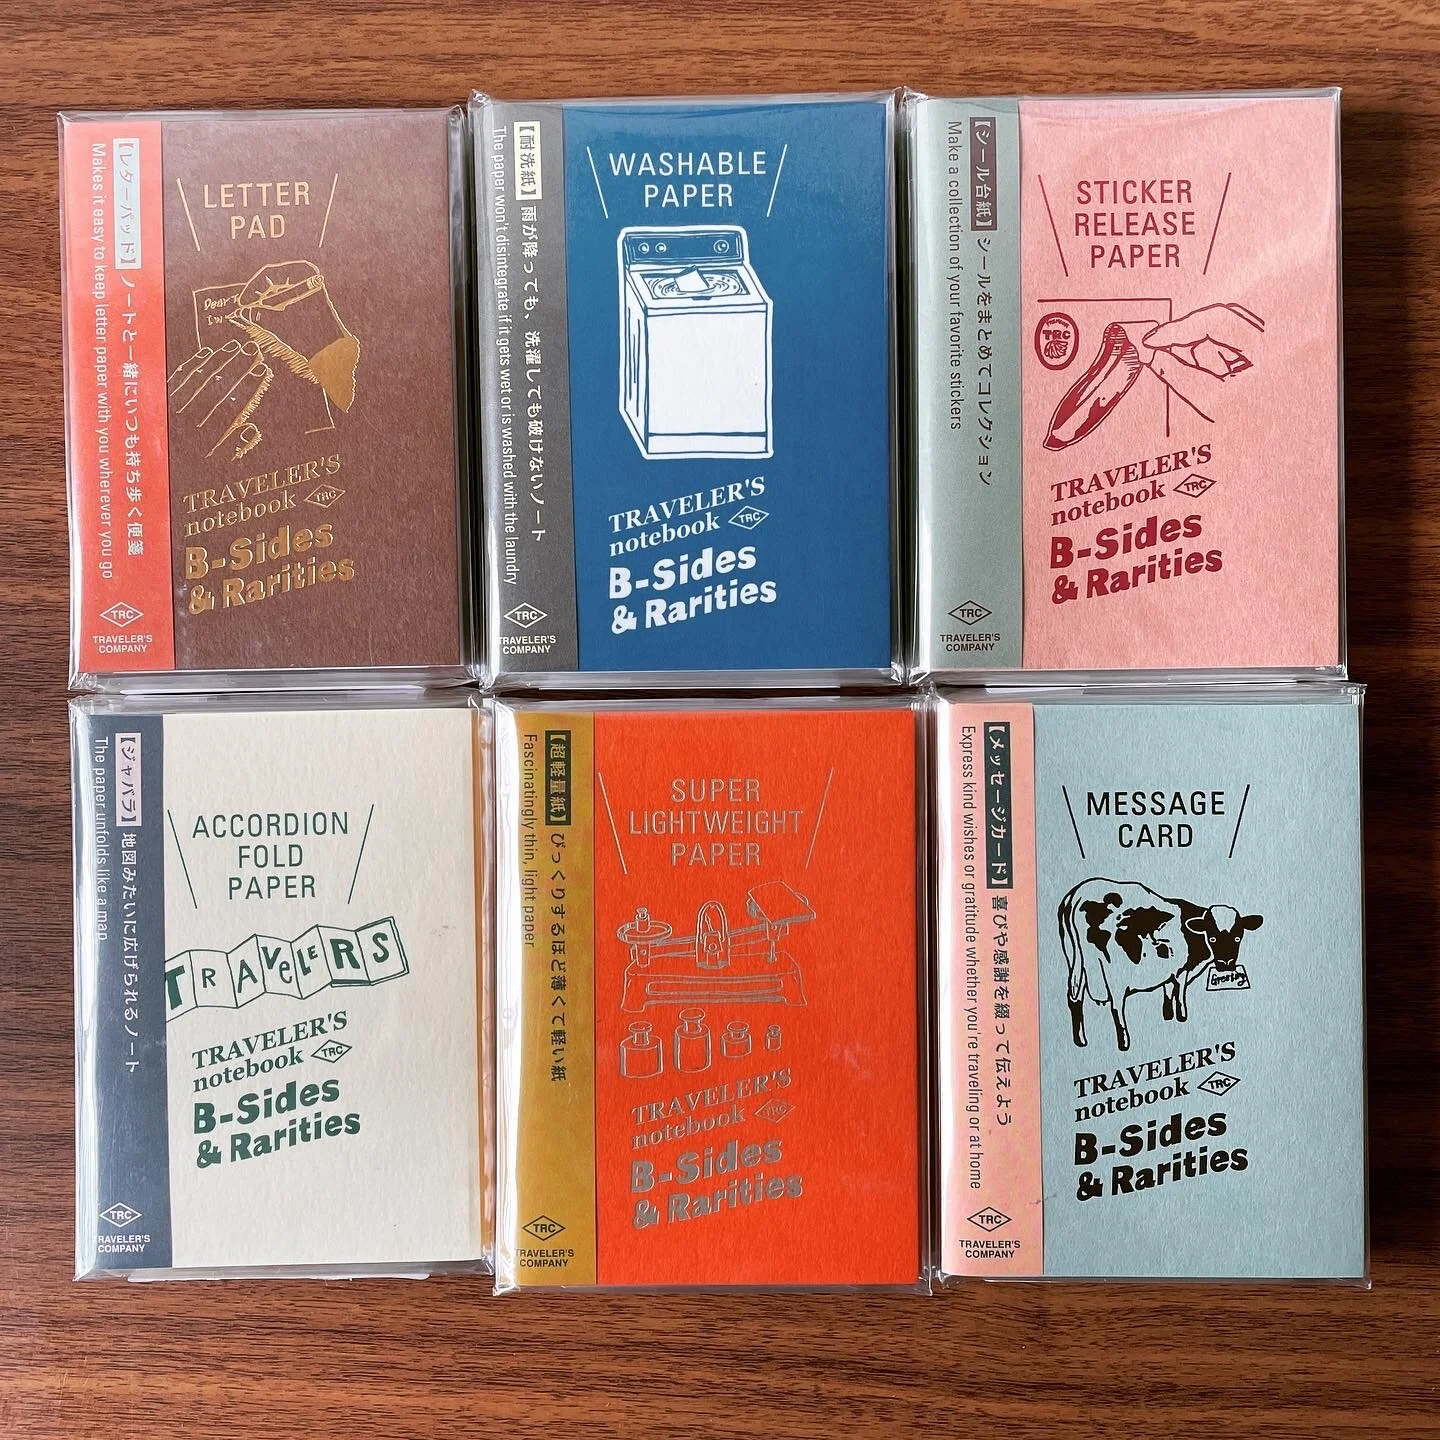 【レターパッド】 ノートと一緒にいつも持ち歩く便箋
Makes it easy to keep letter paper with you wherever you go
TRC
TRAVELER'S
COMPANY
LETTER
PAD
Dear
I'm
TRAVELER'S
notebook TRC
B-Sides
& Rarities
【耐洗紙】 雨が降っても、洗濯しても破けないノート
The paper won't disintegrate if it gets wet or is washed with the laundry
TRC
TRAVELER'S
COMPANY
WASHABLE
PAPER
TRAVELER'S
notebook TRC
B-Sides
& Rarities
【シール台紙】 シールをまとめてコレクション
Make a collection of your favorite stickers
TRC
TRAVELER'S
COMPANY
STICKER
RELEASE
PAPER
PREMIUM
TRC
TRAVELER'S
notebook TRC
B-Sides
& Rarities
【ジャバラ】 地図みたいに広げられるノート
The paper unfolds like a map
TRC
TRAVELER'S
COMPANY
ACCORDION
FOLD
PAPER
TRAVELERS
TRAVELER'S
notebook TRC
B-Sides
& Rarities
【超軽量紙】 びっくりするほど薄くて軽い紙
Fascinatingly thin, light paper
TRC
TRAVELER'S
COMPANY
SUPER
LIGHTWEIGHT
PAPER
TRAVELER'S
notebook TRC
B-Sides
& Rarities
【メッセージカード】 喜びや感謝を綴って伝えよう
Express kind wishes or gratitude whether you're traveling or at home
TRC
TRAVELER'S
COMPANY
MESSAGE
CARD
Greeting
TRAVELER'S
notebook TRC
B-Sides
& Rarities